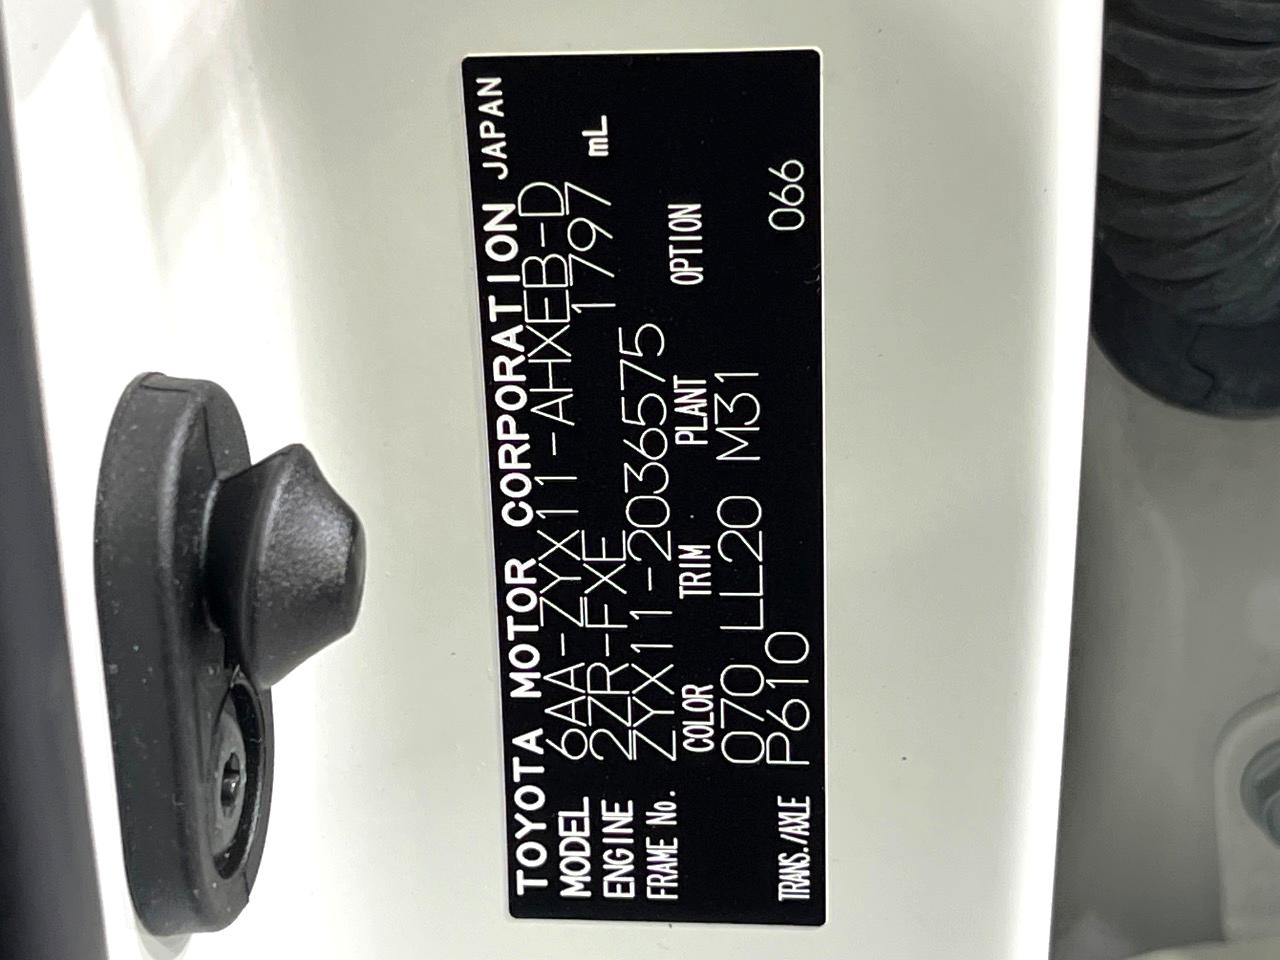 TOYOTA MOTOR CORPORATION JAPAN
MODEL 6AA-ZYX11-AHXEB-D
ENGINE 2ZR-FXE 1797 mL
FRAME No. ZYX11-2036575
COLOR TRIM PLANT OPTION
070 LL20 M31
TRANS./AXLE P610 066